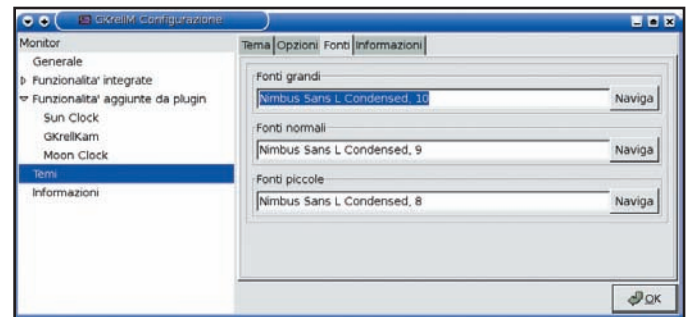 GKrellM Configurazione
Monitor
Generale
Funzionalita' integrate
Funzionalita' aggiunte da plugin
Sun Clock
GKrellKam
Moon Clock
Temi
Informazioni
Tema Opzioni Fonti Informazioni
Fonti grandi
Nimbus Sans L Condensed, 10 Naviga
Fonti normali
Nimbus Sans L Condensed, 9 Naviga
Fonti piccole
Nimbus Sans L Condensed, 8 Naviga
OK